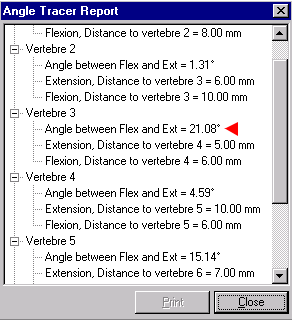 Angle Tracer Report
Flexion, Distance to vertebre 2 = 8.00 mm
Vertebre 2
Angle between Flex and Ext = 1.31°
Extension, Distance to vertebre 3 = 6.00 mm
Flexion, Distance to vertebre 3 = 10.00 mm
Vertebre 3
Angle between Flex and Ext = 21.08°
Extension, Distance to vertebre 4 = 5.00 mm
Flexion, Distance to vertebre 4 = 6.00 mm
Vertebre 4
Angle between Flex and Ext = 4.59°
Extension, Distance to vertebre 5 = 10.00 mm
Flexion, Distance to vertebre 5 = 6.00 mm
Vertebre 5
Angle between Flex and Ext = 15.14°
Extension, Distance to vertebre 6 = 7.00 mm
Print Close